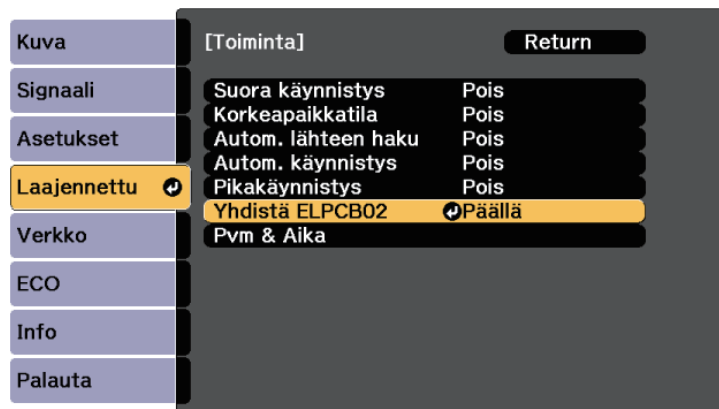 Kuva
Signaali
Asetukset
Laajennettu
Verkko
ECO
Info
Palauta
[Toiminta] Return
Suora käynnistys Pois
Korkeapaikkatila Pois
Autom. lähteen haku Pois
Autom. käynnistys Pois
Pikakäynnistys Pois
Yhdistä ELPCB02 Päällä
Pvm & Aika